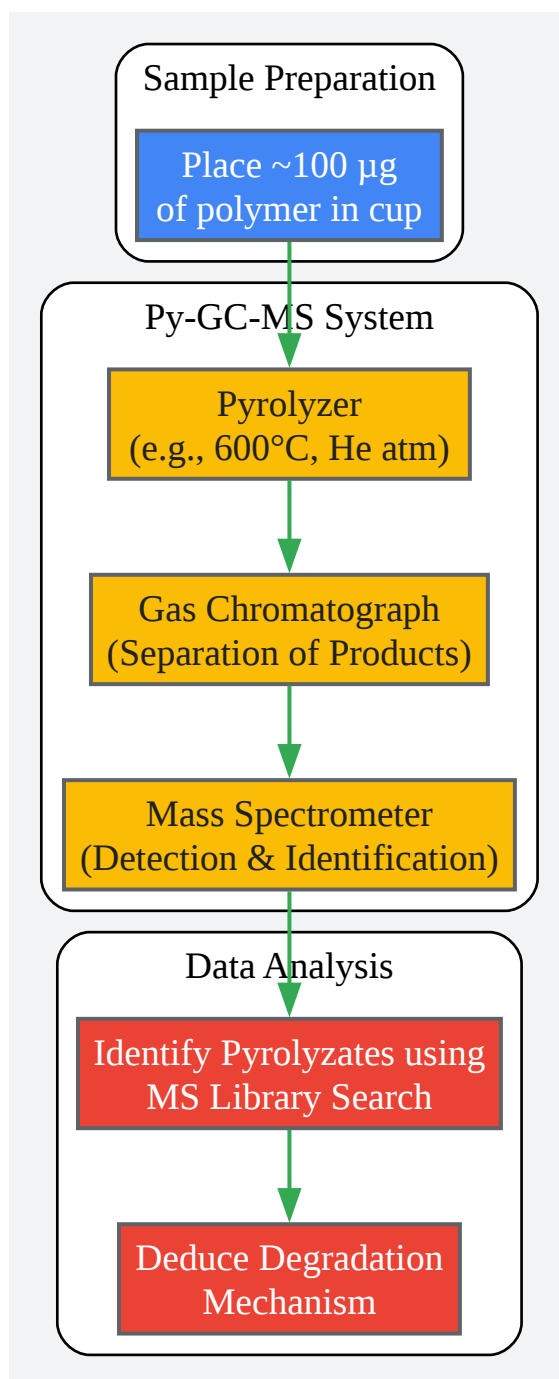 Sample Preparation
Place ~100 µg
of polymer in cup
Py-GC-MS System
Pyrolyzer
(e.g., 600°C, He atm)
Gas Chromatograph
(Separation of Products)
Mass Spectrometer
(Detection & Identification)
Data Analysis
Identify Pyrolyzates using
MS Library Search
Deduce Degradation
Mechanism